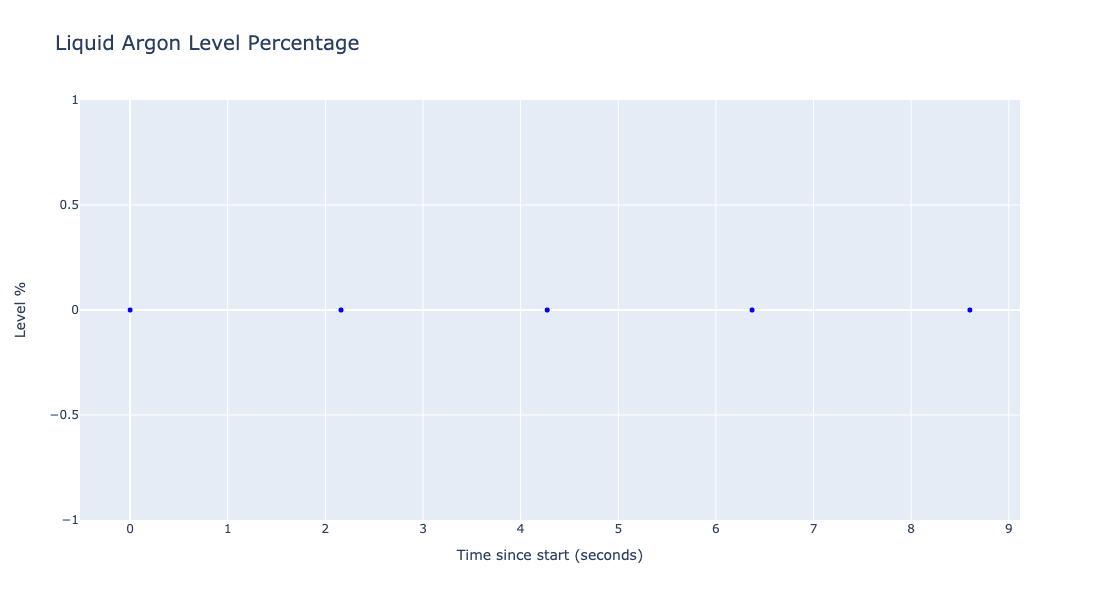 Liquid Argon Level Percentage
1
0.5
0
−0.5
−1
Level %
0 1 2 3 4 5 6 7 8 9
Time since start (seconds)